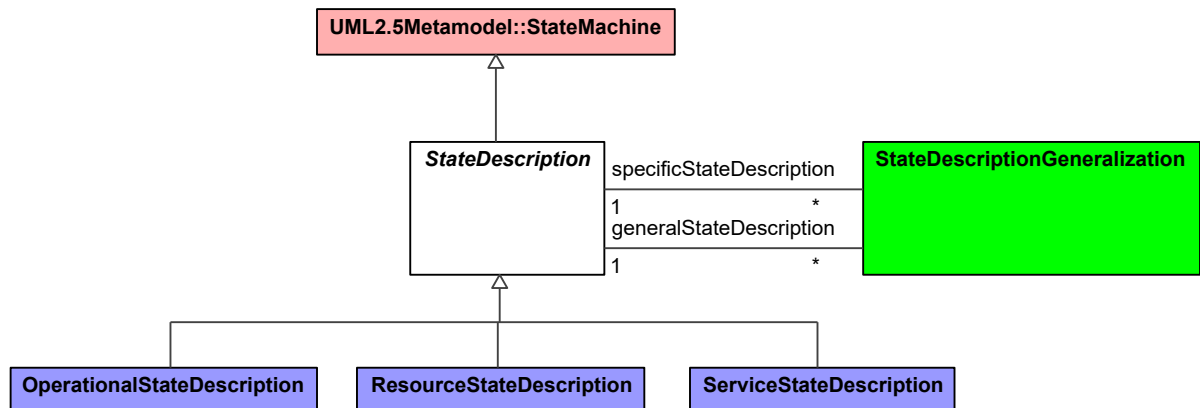 UML2.5Metamodel::StateMachine
StateDescription
StateDescriptionGeneralization
specificStateDescription
1 *
generalStateDescription
1 *
OperationalStateDescription
ResourceStateDescription
ServiceStateDescription